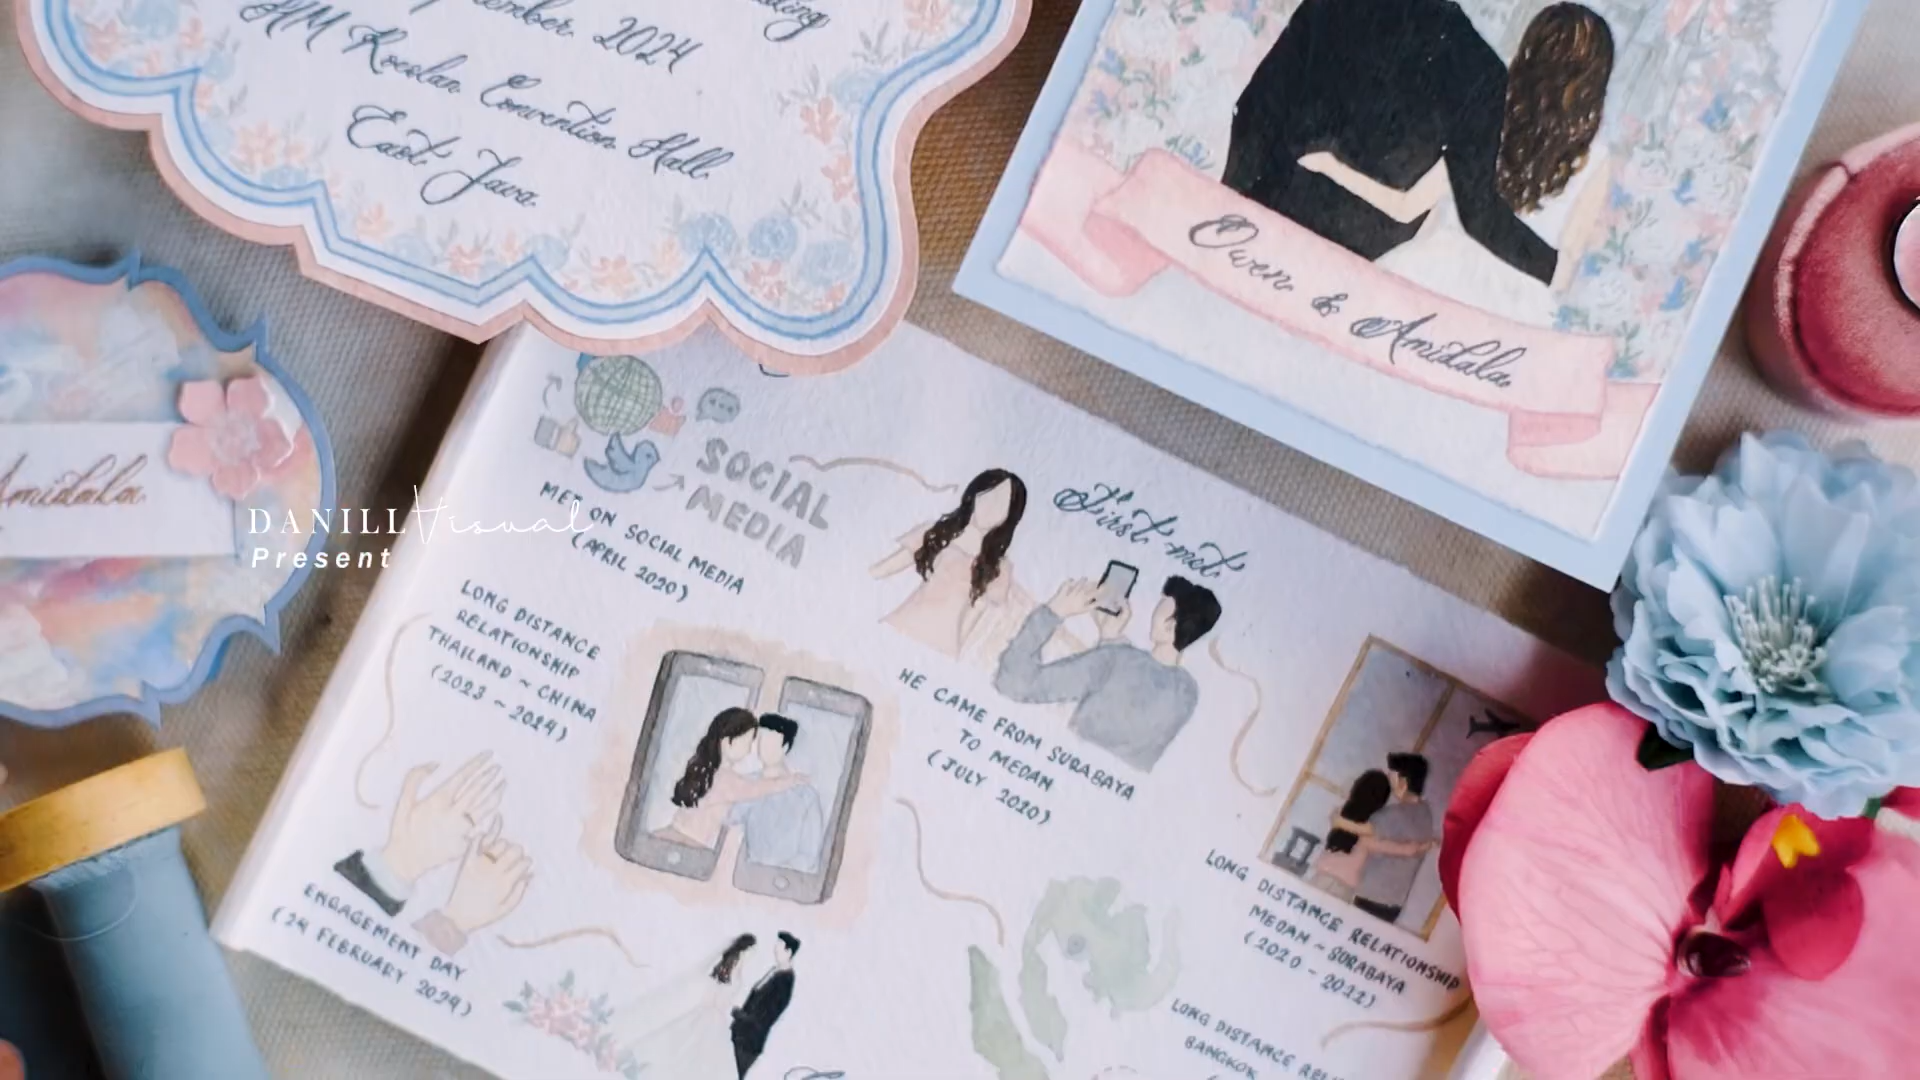 September 2024
HM Rocolan Convention Hall
East Java
Owen & Amidala
Amidala
DANILL Visual
Present
SOCIAL
MEDIA
MET ON SOCIAL MEDIA
(APRIL 2020)
First met
HE CAME FROM SURABAYA
TO MEDAN
(JULY 2020)
LONG DISTANCE
RELATIONSHIP
THAILAND ~ CHINA
(2023 ~ 2024)
LONG DISTANCE RELATIONSHIP
MEDAN ~ SURABAYA
(2020 - 2022)
ENGAGEMENT DAY
(24 FEBRUARY 2024)
LONG DISTANCE
BANGKOK